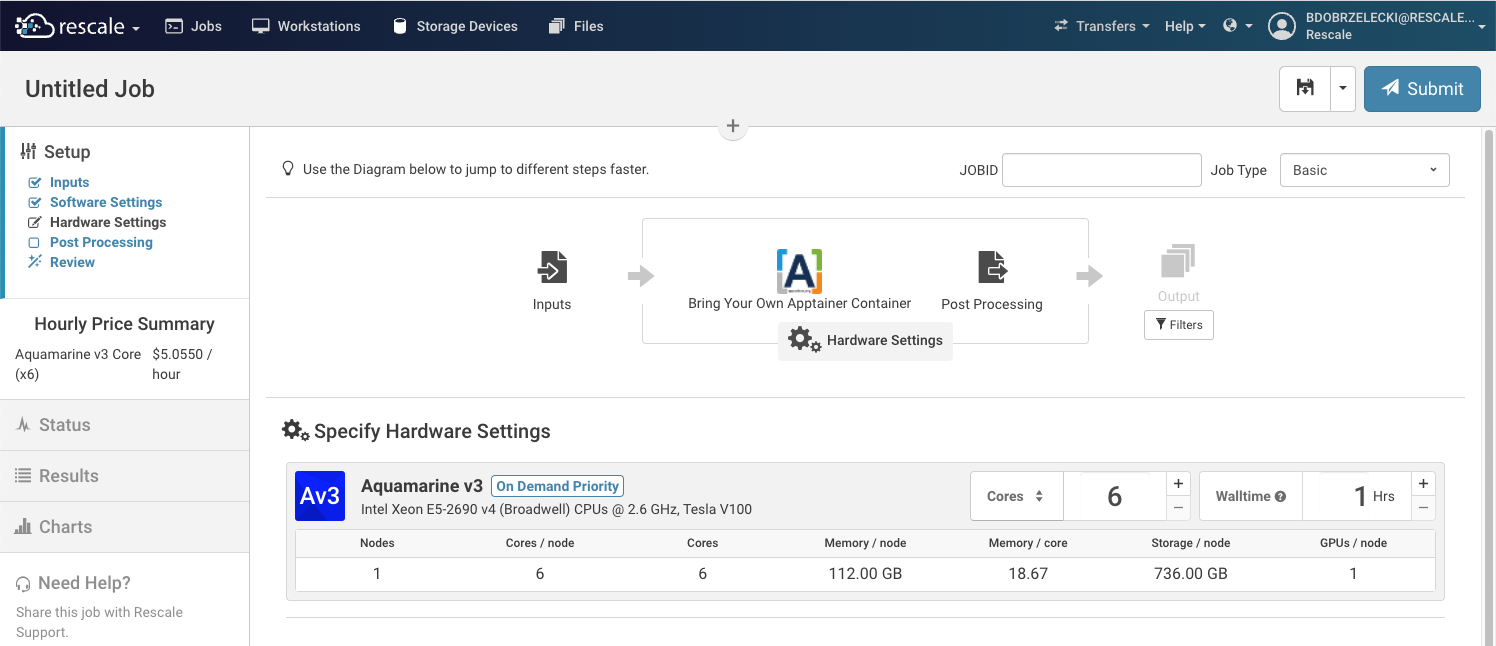 rescale Jobs Workstations Storage Devices Files Transfers Help BDOBRZELECKI@RESCALE...
Rescale
Untitled Job
Submit
Setup
Inputs
Software Settings
Hardware Settings
Post Processing
Review
Hourly Price Summary
Aquamarine v3 Core $5.0550 /
(x6) hour
Status
Results
Charts
Need Help?
Share this job with Rescale
Support.
+
Use the Diagram below to jump to different steps faster.
JOBID Job Type Basic
Inputs
A
Bring Your Own Apptainer Container
Post Processing
Hardware Settings
Output
Filters
Specify Hardware Settings
Av3
Aquamarine v3 On Demand Priority
Intel Xeon E5-2690 v4 (Broadwell) CPUs @ 2.6 GHz, Tesla V100
Cores 6 + −
Walltime ? 1 Hrs + −
Nodes Cores / node Cores Memory / node Memory / core Storage / node GPUs / node
1 6 6 112.00 GB 18.67 736.00 GB 1